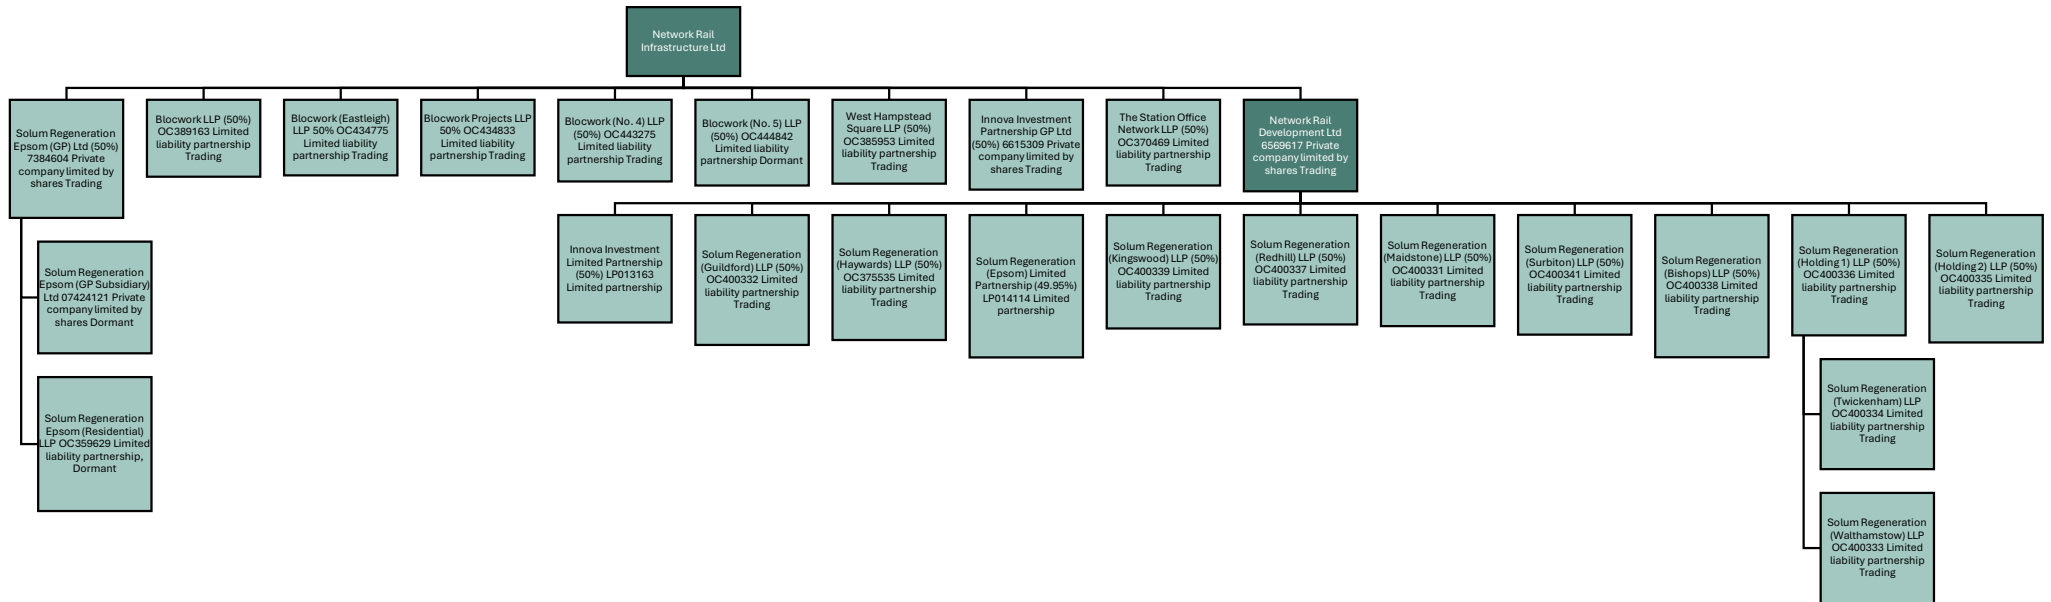 Network Rail
Infrastructure Ltd
Solum Regeneration
Epsom (GP) Ltd (50%)
7384604 Private
company limited by
shares Trading
Blocwork LLP (50%)
OC389163 Limited
liability partnership
Trading
Blocwork (Eastleigh)
LLP 50% OC434775
Limited liability
partnership Trading
Blocwork Projects LLP
50% OC434833
Limited liability
partnership Trading
Blocwork (No. 4) LLP
(50%) OC443275
Limited liability
partnership Trading
Blocwork (No. 5) LLP
(50%) OC444842
Limited liability
partnership Dormant
West Hampstead
Square LLP (50%)
OC385953 Limited
liability partnership
Trading
Innova Investment
Partnership GP Ltd
(50%) 6615309 Private
company limited by
shares Trading
The Station Office
Network LLP (50%)
OC370469 Limited
liability partnership
Trading
Network Rail
Development Ltd
6569617 Private
company limited by
shares Trading
Solum Regeneration
Epsom (GP Subsidiary)
Ltd 07424121 Private
company limited by
shares Dormant
Solum Regeneration
Epsom (Residential)
LLP OC359629 Limited
liability partnership,
Dormant
Innova Investment
Limited Partnership
(50%) LP013163
Limited partnership
Solum Regeneration
(Guildford) LLP (50%)
OC400332 Limited
liability partnership
Trading
Solum Regeneration
(Haywards) LLP (50%)
OC375535 Limited
liability partnership
Trading
Solum Regeneration
(Epsom) Limited
Partnership (49.95%)
LP014114 Limited
partnership
Solum Regeneration
(Kingswood) LLP (50%)
OC400339 Limited
liability partnership
Trading
Solum Regeneration
(Redhill) LLP (50%)
OC400337 Limited
liability partnership
Trading
Solum Regeneration
(Maidstone) LLP (50%)
OC400331 Limited
liability partnership
Trading
Solum Regeneration
(Surbiton) LLP (50%)
OC400341 Limited
liability partnership
Trading
Solum Regeneration
(Bishops) LLP (50%)
OC400338 Limited
liability partnership
Trading
Solum Regeneration
(Holding 1) LLP (50%)
OC400336 Limited
liability partnership
Trading
Solum Regeneration
(Holding 2) LLP (50%)
OC400335 Limited
liability partnership
Trading
Solum Regeneration
(Twickenham) LLP
OC400334 Limited
liability partnership
Trading
Solum Regeneration
(Walthamstow) LLP
OC400333 Limited
liability partnership
Trading